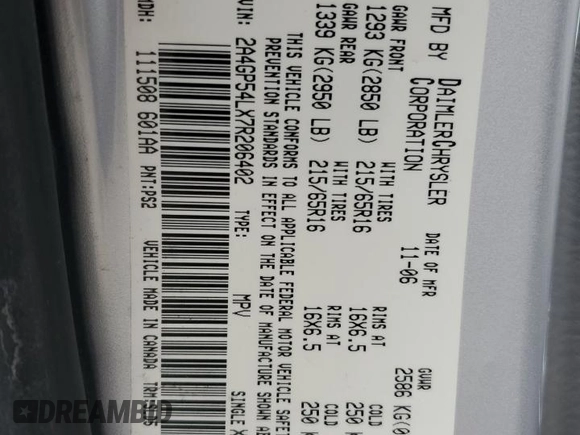 MFD BY DAIMLERCHRYSLER CORPORATION
DATE OF MFR 11-06
GVWR 2586 KG(
GAWR FRONT 1293 KG(2850 LB)
WITH TIRES 215/65R16
RIMS AT 16X6.5
COLD 250
GAWR REAR 1339 KG(2950 LB)
WITH TIRES 215/65R16
RIMS AT 16X6.5
COLD 250
THIS VEHICLE CONFORMS TO ALL APPLICABLE FEDERAL MOTOR VEHICLE SAFET
PREVENTION STANDARDS IN EFFECT ON THE DATE OF MANUFACTURE SHOWN AB
VIN: 2A4GP54LX7R206402 TYPE: MPV SINGLE X
MDH: 111508 601AA PNT:PS2 VEHICLE MADE IN CANADA
DREAMBID